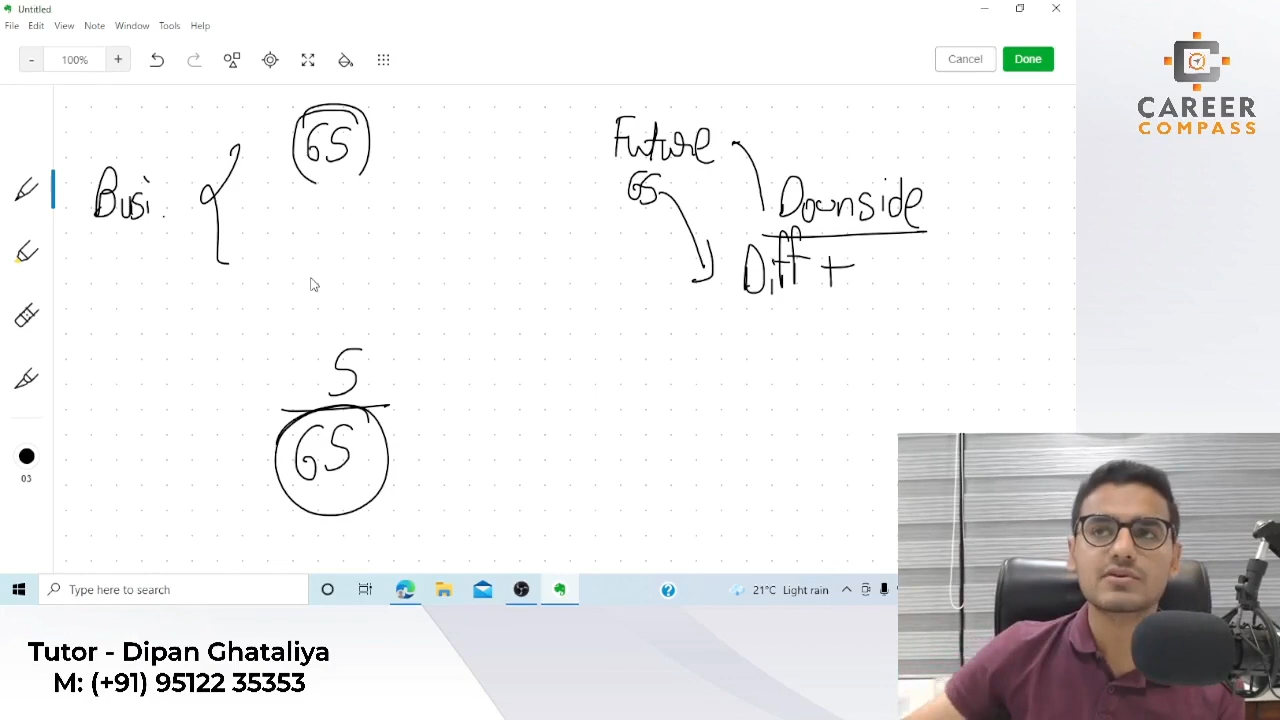 Untitled
File Edit View Note Window Tools Help
- 100% +
Cancel Done
CAREER
COMPASS
GS
Busi.
Future
GS
Downside
Diff +
S
GS
03
Type here to search
21°C Light rain
Tutor - Dipan Ghataliya
M: (+91) 95122 35353